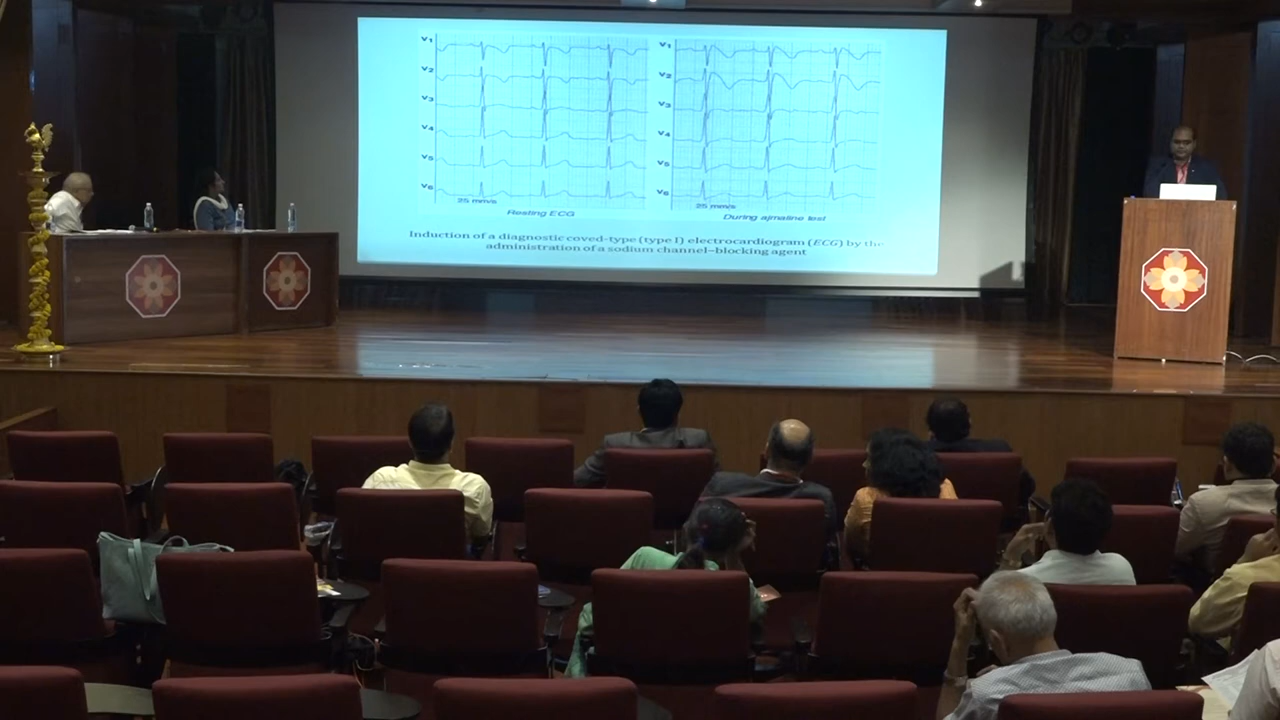 V1
V2
V3
V4
V5
V6
25 mm/s
Resting ECG
V1
V2
V3
V4
V5
V6
25 mm/s
During ajmaline test
Induction of a diagnostic coved-type (type I) electrocardiogram (ECG) by the
administration of a sodium channel–blocking agent